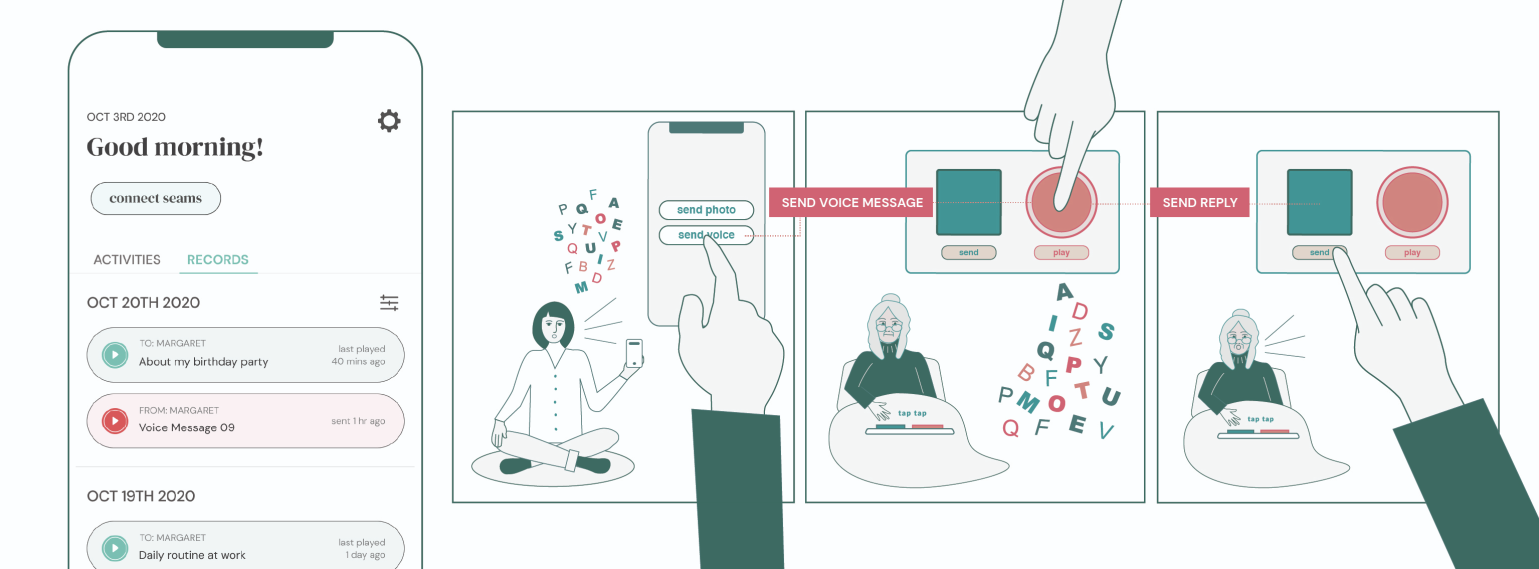 OCT 3RD 2020
Good morning!
connect seams
ACTIVITIES RECORDS
OCT 20TH 2020
TO: MARGARET
About my birthday party
last played
40 mins ago
FROM: MARGARET
Voice Message 09
sent 1 hr ago
OCT 19TH 2020
TO: MARGARET
Daily routine at work
last played
1 day ago
send photo
send voice
F
P Q A
S Y T O E
Q U V P
F B I Z
M D
SEND VOICE MESSAGE
send play
A
I D S
Q Z Y
B F P T U
P M O
Q F E V
tap tap
SEND REPLY
send play
tap tap